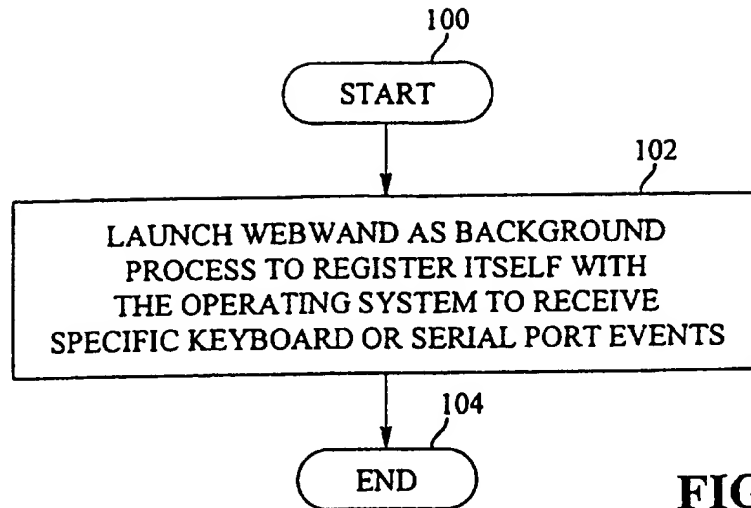 100
START
102
LAUNCH WEBWAND AS BACKGROUND
PROCESS TO REGISTER ITSELF WITH
THE OPERATING SYSTEM TO RECEIVE
SPECIFIC KEYBOARD OR SERIAL PORT EVENTS
104
END
FIG